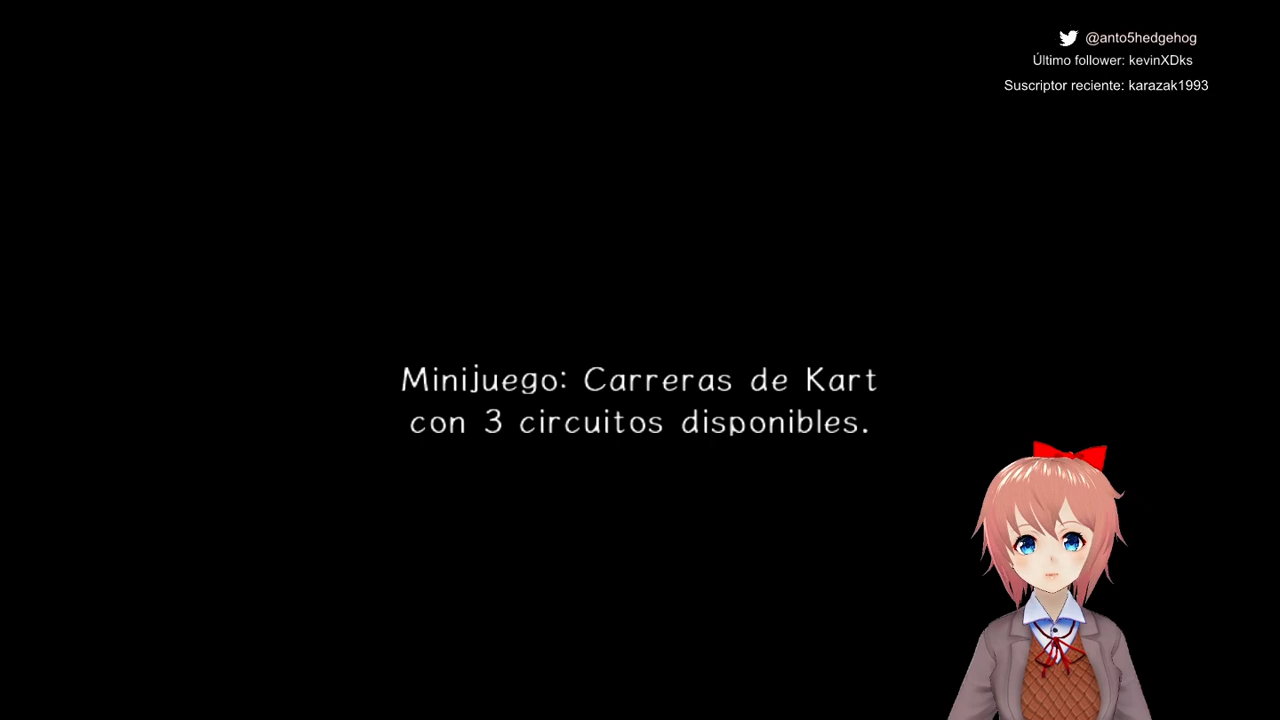 @anto5hedgehog
Último follower: kevinXDks
Suscriptor reciente: karazak1993
Minijuego: Carreras de Kart
con 3 circuitos disponibles.